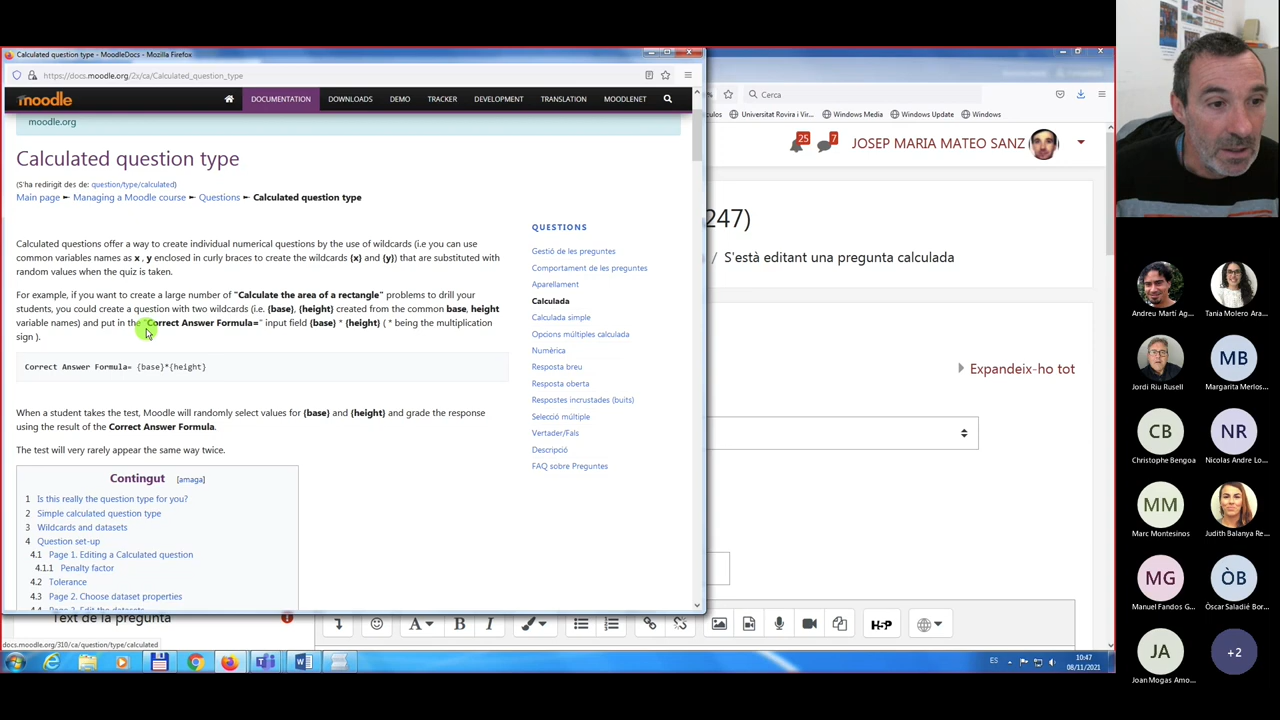 Calculated question type - MoodleDocs - Mozilla Firefox
https://docs.moodle.org/2x/ca/Calculated_question_type
moodle
DOCUMENTATION
DOWNLOADS
DEMO
TRACKER
DEVELOPMENT
TRANSLATION
MOODLENET
moodle.org
Calculated question type
(S'ha redirigit des de: question/type/calculated)
Main page ► Managing a Moodle course ► Questions ► Calculated question type
Calculated questions offer a way to create individual numerical questions by the use of wildcards (i.e you can use
common variables names as x , y enclosed in curly braces to create the wildcards {x} and {y}) that are substituted with
random values when the quiz is taken.
For example, if you want to create a large number of "Calculate the area of a rectangle" problems to drill your
students, you could create a question with two wildcards (i.e. {base}, {height} created from the common base, height
variable names) and put in the "Correct Answer Formula=" input field {base} * {height} ( * being the multiplication
sign ).
Correct Answer Formula= {base}*{height}
When a student takes the test, Moodle will randomly select values for {base} and {height} and grade the response
using the result of the Correct Answer Formula.
The test will very rarely appear the same way twice.
Contingut [amaga]
1 Is this really the question type for you?
2 Simple calculated question type
3 Wildcards and datasets
4 Question set-up
4.1 Page 1. Editing a Calculated question
4.1.1 Penalty factor
4.2 Tolerance
4.3 Page 2. Choose dataset properties
QUESTIONS
Gestió de les preguntes
Comportament de les preguntes
Aparellament
Calculada
Calculada simple
Opcions múltiples calculada
Numèrica
Resposta breu
Resposta oberta
Respostes incrustades (buits)
Selecció múltiple
Vertader/Fals
Descripció
FAQ sobre Preguntes
Cerca
Universitat Rovira i Vir...
Windows Media
Windows Update
Windows
25
7
JOSEP MARIA MATEO SANZ
247)
/ S'està editant una pregunta calculada
Expandeix-ho tot
Text de la pregunta
A
B
I
H5P
docs.moodle.org/310/ca/question/type/calculated
ES
10:47
08/11/2021
Andreu Martí Ag...
Tania Molero Ara...
Jordi Riu Rusell
MB
Margarita Merlos...
CB
Christophe Bengoa
NR
Nicolas Andre Lo...
MM
Marc Montesinos
Judith Balanya Re...
MG
Manuel Fandos G...
ÒB
Òscar Saladié Bor...
JA
Joan Mogas Amo...
+2